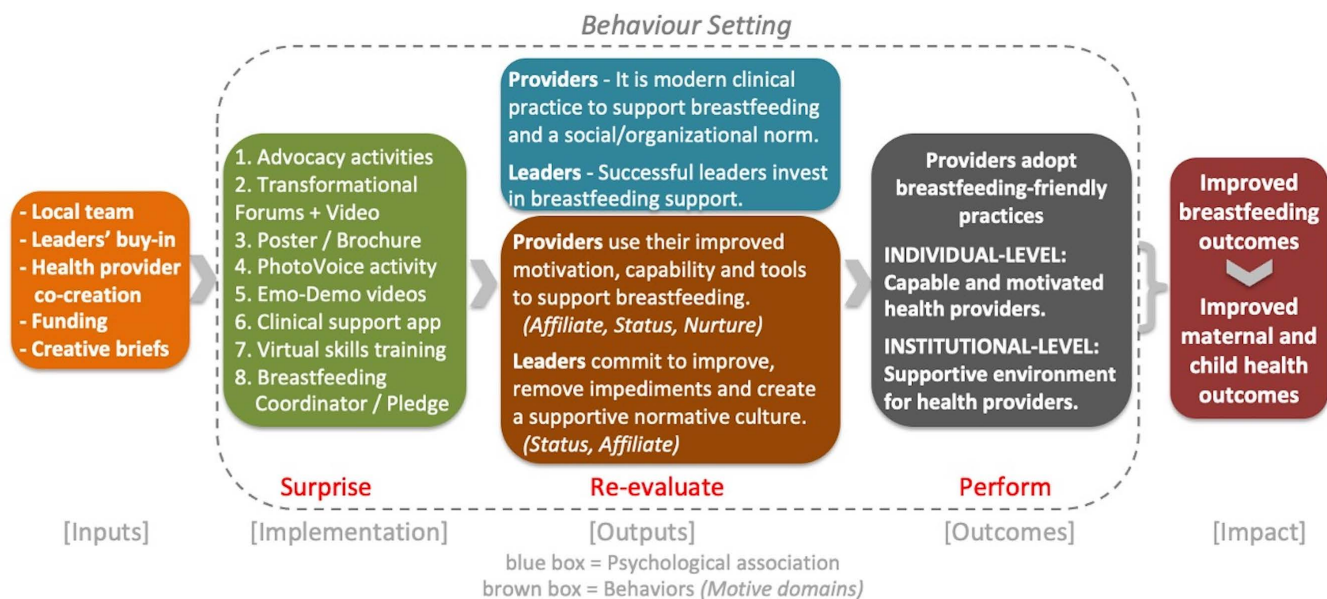 Behaviour Setting
- Local team
- Leaders' buy-in
- Health provider
co-creation
- Funding
- Creative briefs
1. Advocacy activities
2. Transformational
Forums + Video
3. Poster / Brochure
4. PhotoVoice activity
5. Emo-Demo videos
6. Clinical support app
7. Virtual skills training
8. Breastfeeding
Coordinator / Pledge
Providers - It is modern clinical
practice to support breastfeeding
and a social/organizational norm.
Leaders - Successful leaders invest
in breastfeeding support.
Providers use their improved
motivation, capability and tools
to support breastfeeding.
(Affiliate, Status, Nurture)
Leaders commit to improve,
remove impediments and create
a supportive normative culture.
(Status, Affiliate)
Providers adopt
breastfeeding-friendly
practices
INDIVIDUAL-LEVEL:
Capable and motivated
health providers.
INSTITUTIONAL-LEVEL:
Supportive environment
for health providers.
Improved
breastfeeding
outcomes
Improved
maternal and
child health
outcomes
Surprise
Re-evaluate
Perform
[Inputs]
[Implementation]
[Outputs]
[Outcomes]
[Impact]
blue box = Psychological association
brown box = Behaviors (Motive domains)